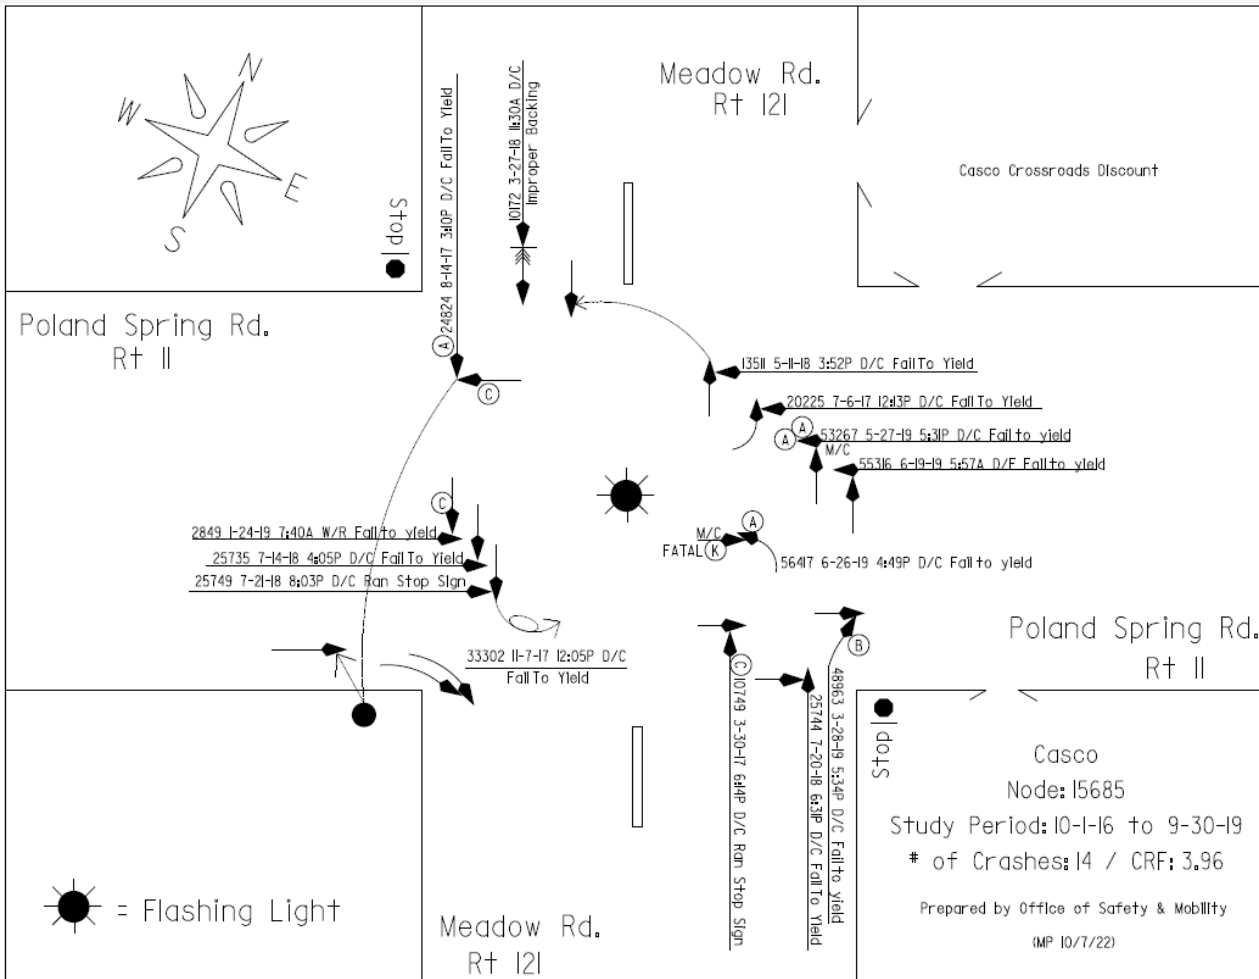 N
W
E
S
Stop
24824 8-14-17 3:10P D/C Fail To Yield
A
C
10172 3-27-18 11:30A D/C
Improper Backing
Meadow Rd.
Rt 121
Casco Crossroads Discount
Poland Spring Rd.
Rt 11
13511 5-11-18 3:52P D/C Fail To Yield
20225 7-6-17 12:13P D/C Fail To Yield
A
A
53267 5-27-19 5:31P D/C Fail to yield
M/C
55316 6-19-19 5:57A D/F Fail to yield
C
2849 1-24-19 7:40A W/R Fail to yield
25735 7-14-18 4:05P D/C Fail To Yield
25749 7-21-18 8:03P D/C Ran Stop Sign
A
M/C
FATAL K
56417 6-26-19 4:49P D/C Fail to yield
33302 11-7-17 12:05P D/C
Fail To Yield
C
10749 3-30-17 6:14P D/C Ran Stop Sign
25744 7-20-18 6:31P D/C Fail To Yield
B
48963 3-28-19 5:34P D/C Fail to yield
Poland Spring Rd.
Rt 11
Stop
Casco
Node: 15685
Study Period: 10-1-16 to 9-30-19
# of Crashes: 14 / CRF: 3.96
Prepared by Office of Safety & Mobility
(MP 10/7/22)
= Flashing Light
Meadow Rd.
Rt 121